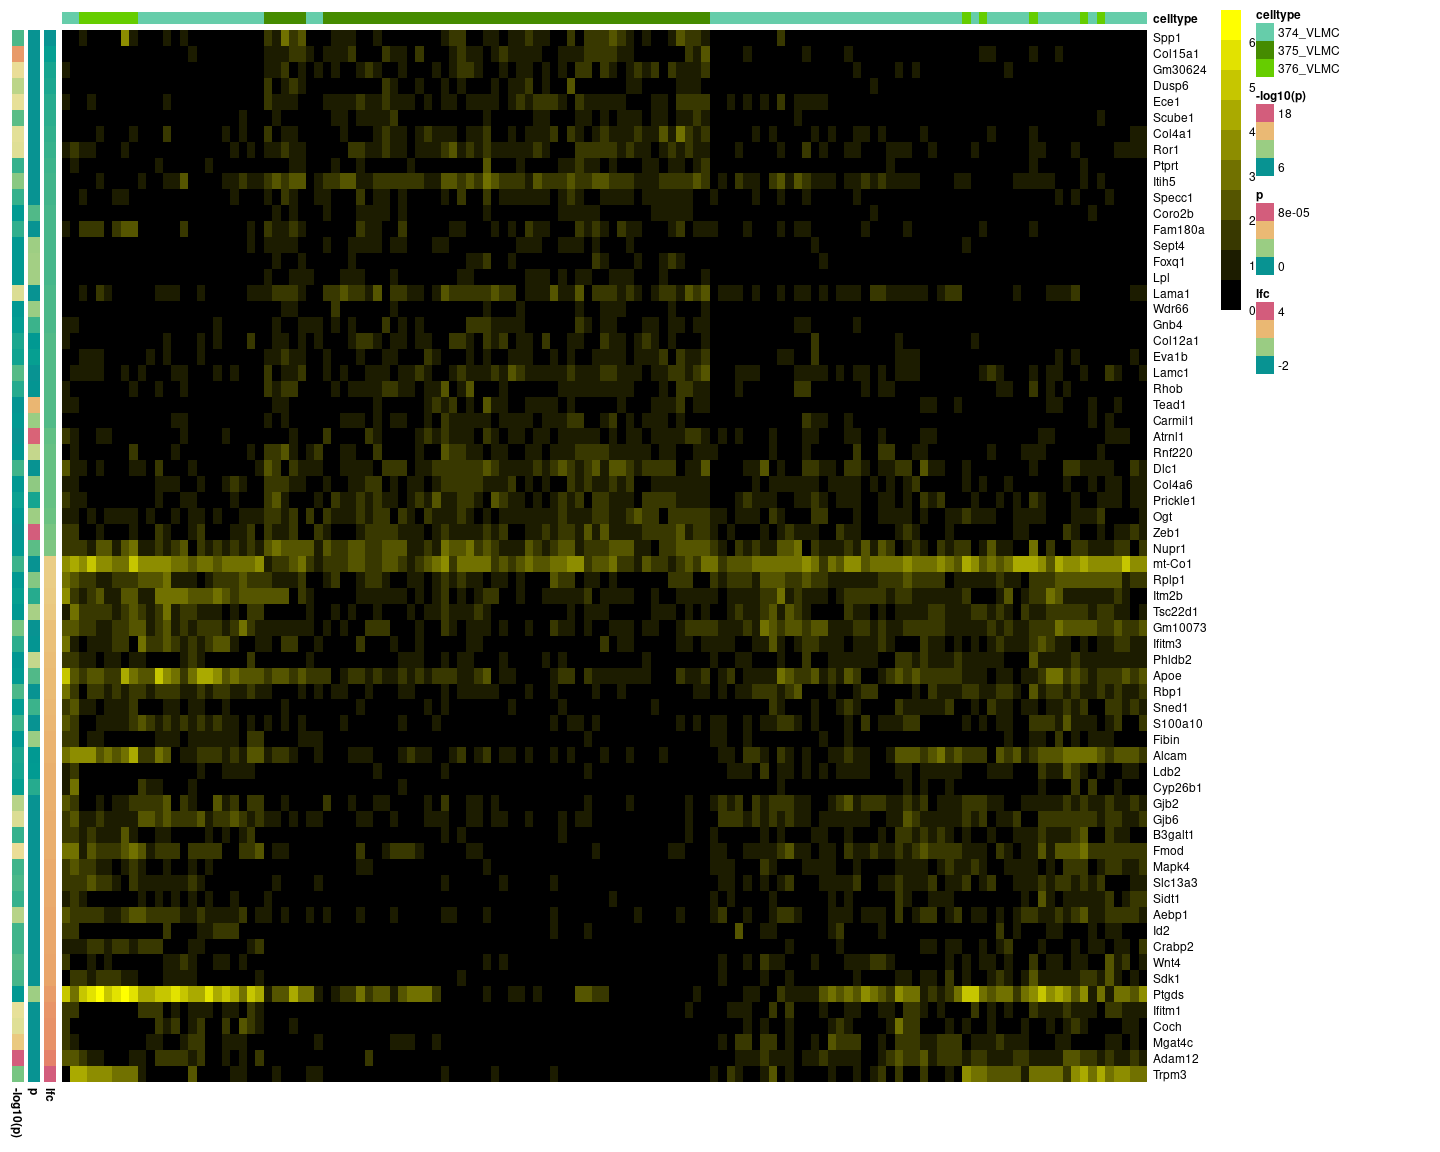 celltype
Spp1
Col15a1
Gm30624
Dusp6
Ece1
Scube1
Col4a1
Ror1
Ptprt
Itih5
Specc1
Coro2b
Fam180a
Sept4
Foxq1
Lpl
Lama1
Wdr66
Gnb4
Col12a1
Eva1b
Lamc1
Rhob
Tead1
Carmil1
Atrnl1
Rnf220
Dlc1
Col4a6
Prickle1
Ogt
Zeb1
Nupr1
mt-Co1
Rplp1
Itm2b
Tsc22d1
Gm10073
Ifitm3
Phldb2
Apoe
Rbp1
Sned1
S100a10
Fibin
Alcam
Ldb2
Cyp26b1
Gjb2
Gjb6
B3galt1
Fmod
Mapk4
Slc13a3
Sidt1
Aebp1
Id2
Crabp2
Wnt4
Sdk1
Ptgds
Ifitm1
Coch
Mgat4c
Adam12
Trpm3
6
5
4
3
2
1
0
celltype
374_VLMC
375_VLMC
376_VLMC
-log10(p)
18
6
p
8e-05
0
lfc
4
-2
-log10(p)
p
lfc